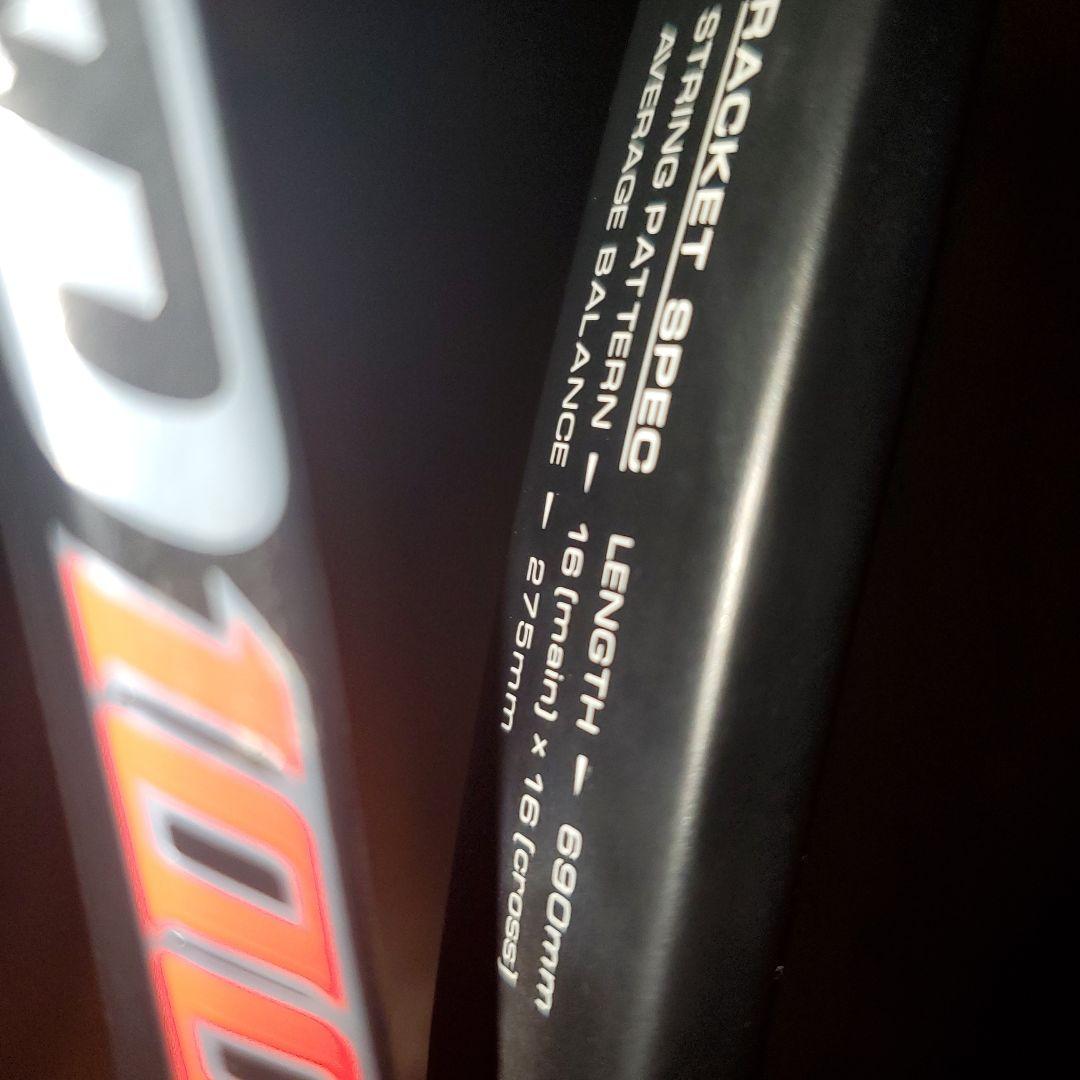 RACKET SPEC LENGTH – 690mm
STRING PATTERN – 16 (main) × 16 (cross)
AVERAGE BALANCE – 275mm
100